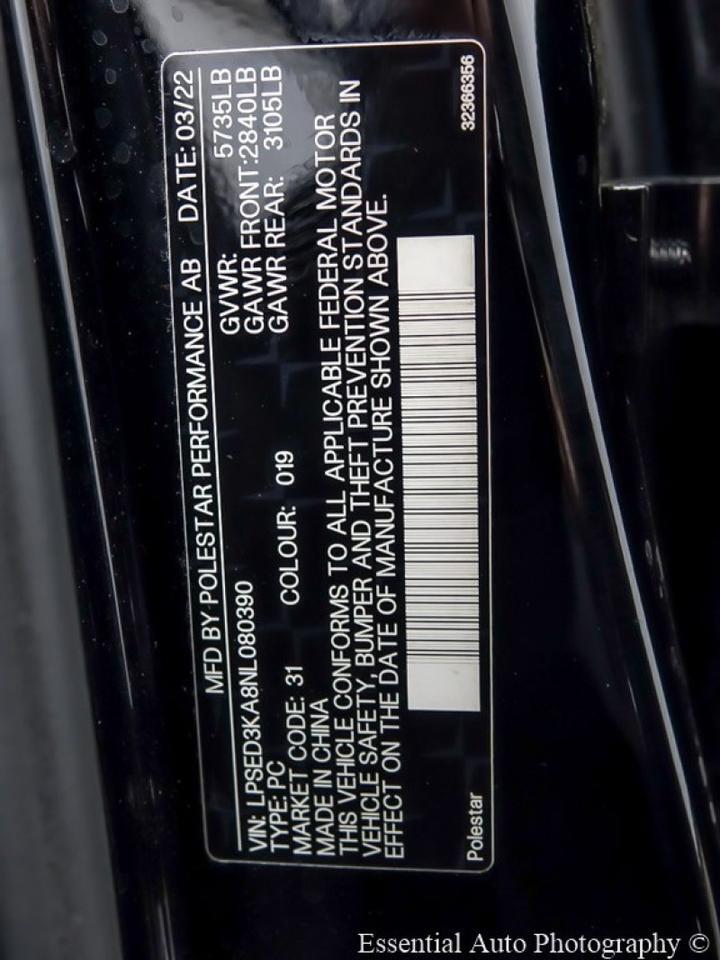 MFD BY POLESTAR PERFORMANCE AB DATE: 03/22
VIN: LPSED3KA8NL080390 GVWR: 5735LB
TYPE: PC GAWR FRONT:2840LB
MARKET CODE: 31 COLOUR: 019 GAWR REAR: 3105LB
MADE IN CHINA
THIS VEHICLE CONFORMS TO ALL APPLICABLE FEDERAL MOTOR
VEHICLE SAFETY, BUMPER AND THEFT PREVENTION STANDARDS IN
EFFECT ON THE DATE OF MANUFACTURE SHOWN ABOVE.
Polestar 32366356
Essential Auto Photography ©